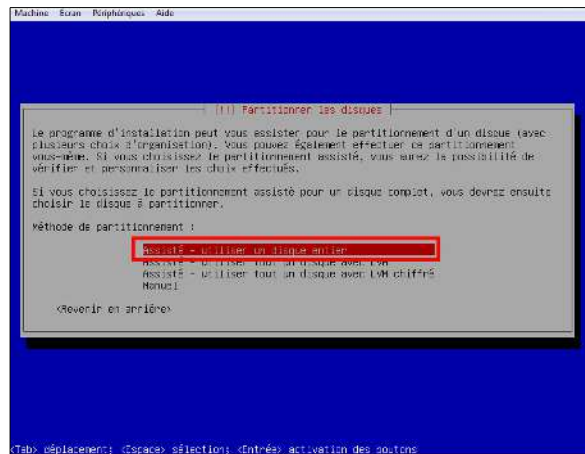 Machine Écran Périphériques Aide
[!!] Partitionner les disques
Le programme d'installation peut vous assister pour le partitionnement d'un disque (avec
plusieurs choix d'organisation). Vous pouvez également effectuer ce partitionnement
vous-même. Si vous choisissez le partitionnement assisté, vous aurez la possibilité de
vérifier et personnaliser les choix effectués.
Si vous choisissez le partitionnement assisté pour un disque complet, vous devrez ensuite
choisir le disque à partitionner.
Méthode de partitionnement :
Assisté - utiliser un disque entier
Assisté - utiliser tout un disque avec LVM
Assisté - utiliser tout un disque avec LVM chiffré
Manuel
<Revenir en arrière>
<Tab> déplacement; <Espace> sélection; <Entrée> activation des boutons